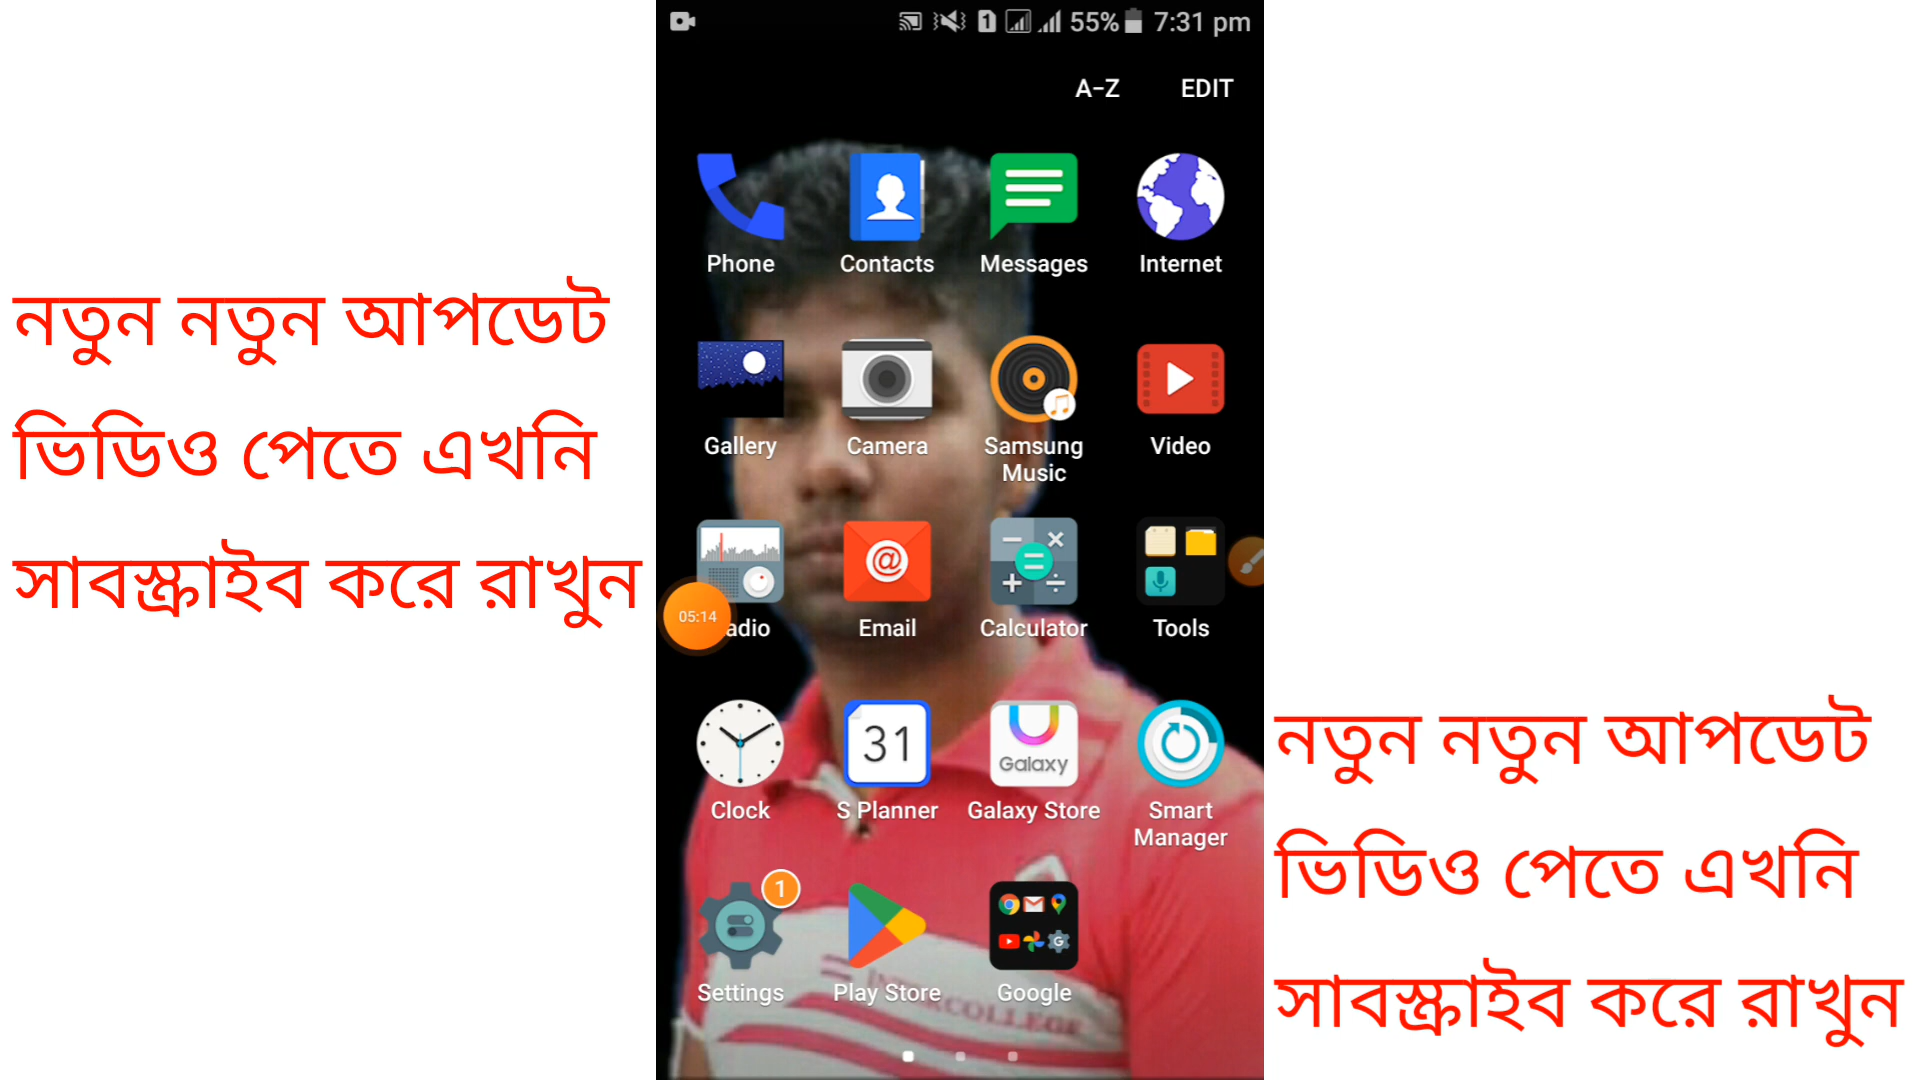 55% 7:31 pm
A-Z EDIT
Phone Contacts Messages Internet
নতুন নতুন আপডেট
ভিডিও পেতে এখনি
সাবস্ক্রাইব করে রাখুন
Gallery Camera Samsung Music Video
05:14
adio Email Calculator Tools
31
Galaxy
Clock S Planner Galaxy Store Smart Manager
1
Settings Play Store Google
INTERCOLLEGE
নতুন নতুন আপডেট
ভিডিও পেতে এখনি
সাবস্ক্রাইব করে রাখুন